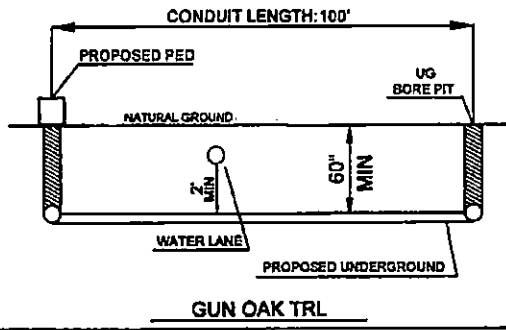 CONDUIT LENGTH:100'
PROPOSED PED
UG
BORE PIT
NATURAL GROUND
2'
MIN
60"
MIN
WATER LANE
PROPOSED UNDERGROUND
GUN OAK TRL